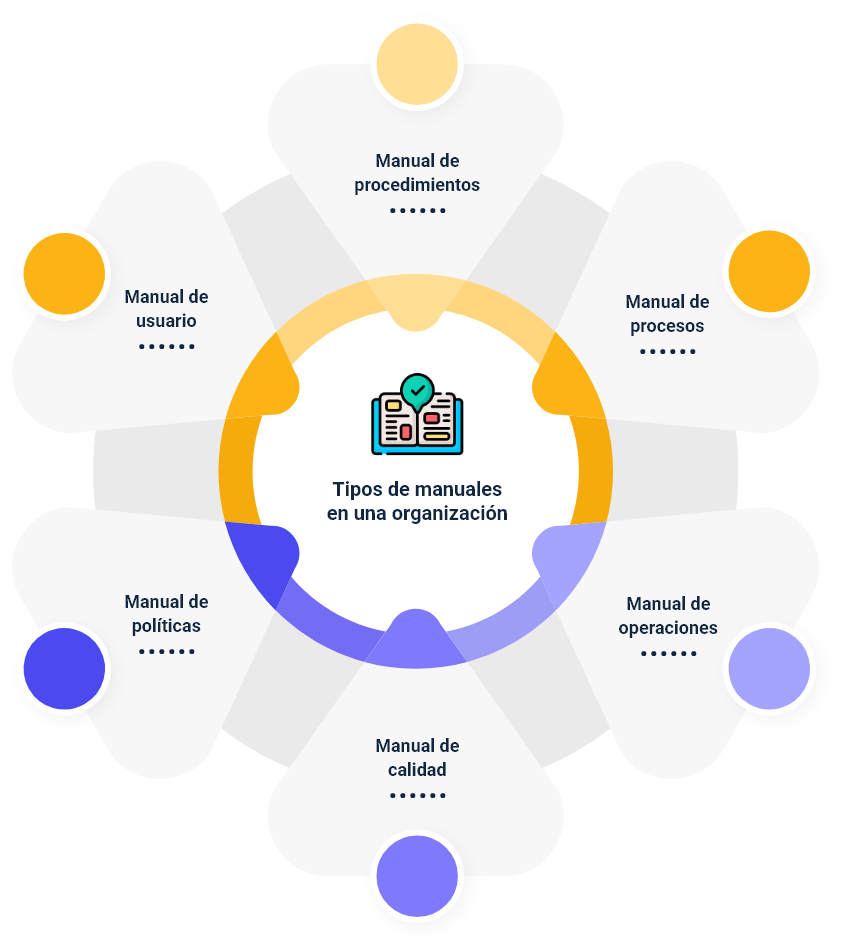 Manual de
procedimientos
Manual de
usuario
Manual de
procesos
Tipos de manuales
en una organización
Manual de
políticas
Manual de
operaciones
Manual de
calidad